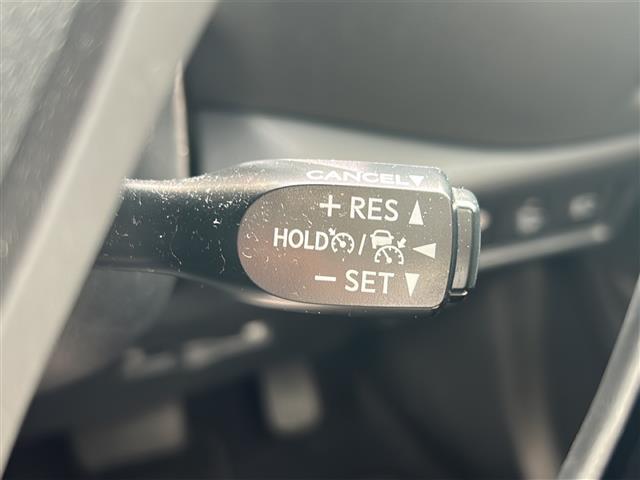 CANCEL▼
+ RES ▲
HOLD / ◀
− SET ▼